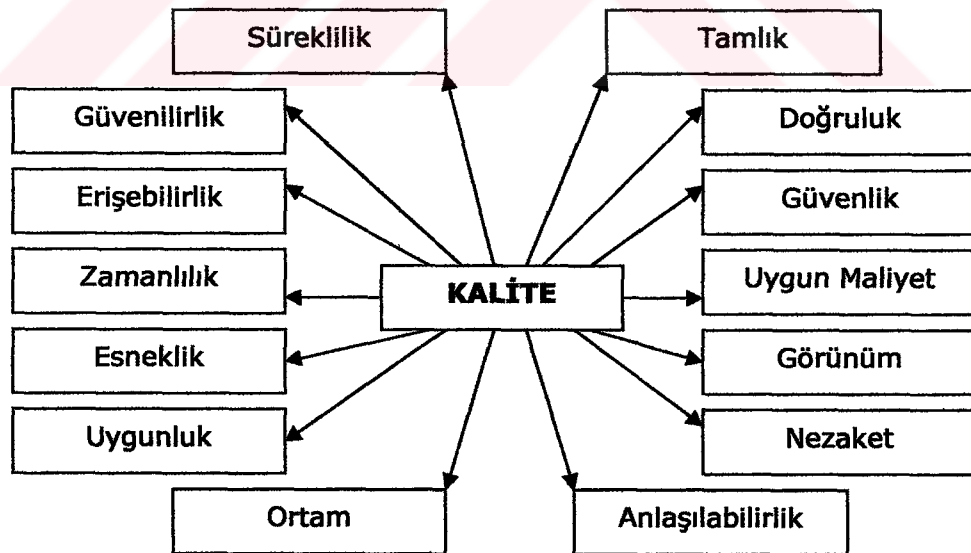 Süreklilik
Tamlık
Güvenilirlik
Doğruluk
Erişebilirlik
Güvenlik
Zamanlılık
KALİTE
Uygun Maliyet
Esneklik
Görünüm
Uygunluk
Nezaket
Ortam
Anlaşılabilirlik